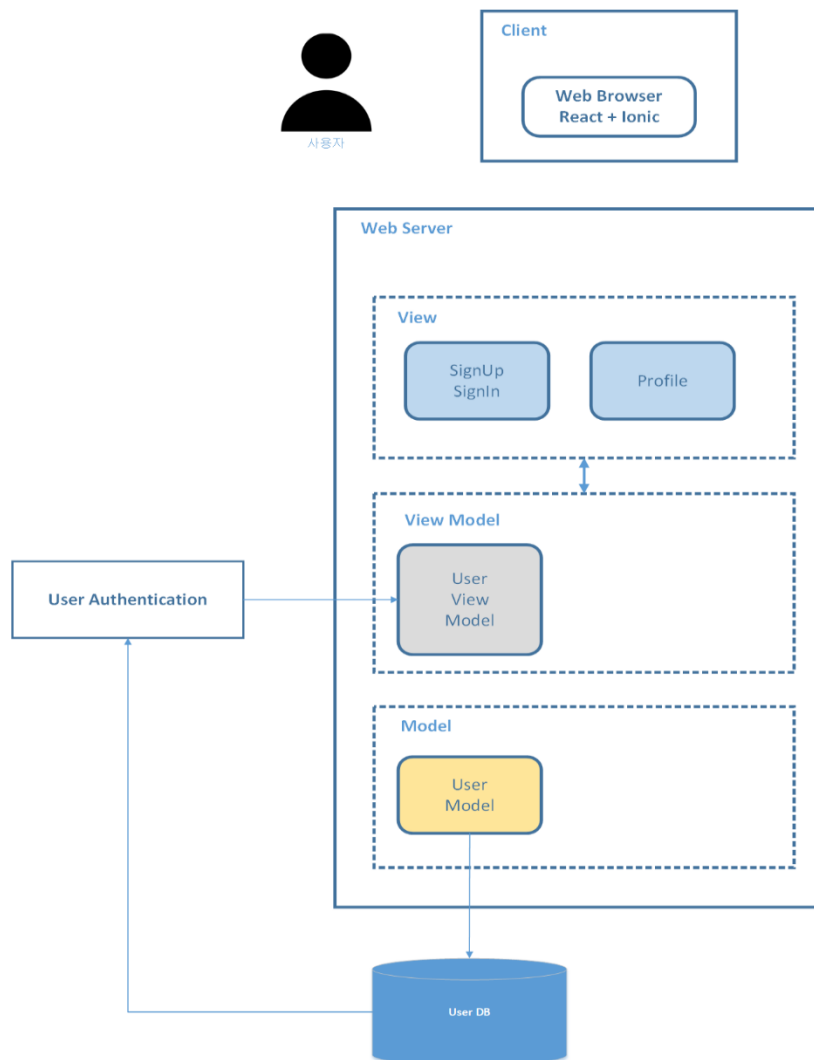 Client
Web Browser
React + Ionic
사용자
Web Server
View
SignUp
SignIn
Profile
View Model
User
View
Model
User Authentication
Model
User
Model
User DB